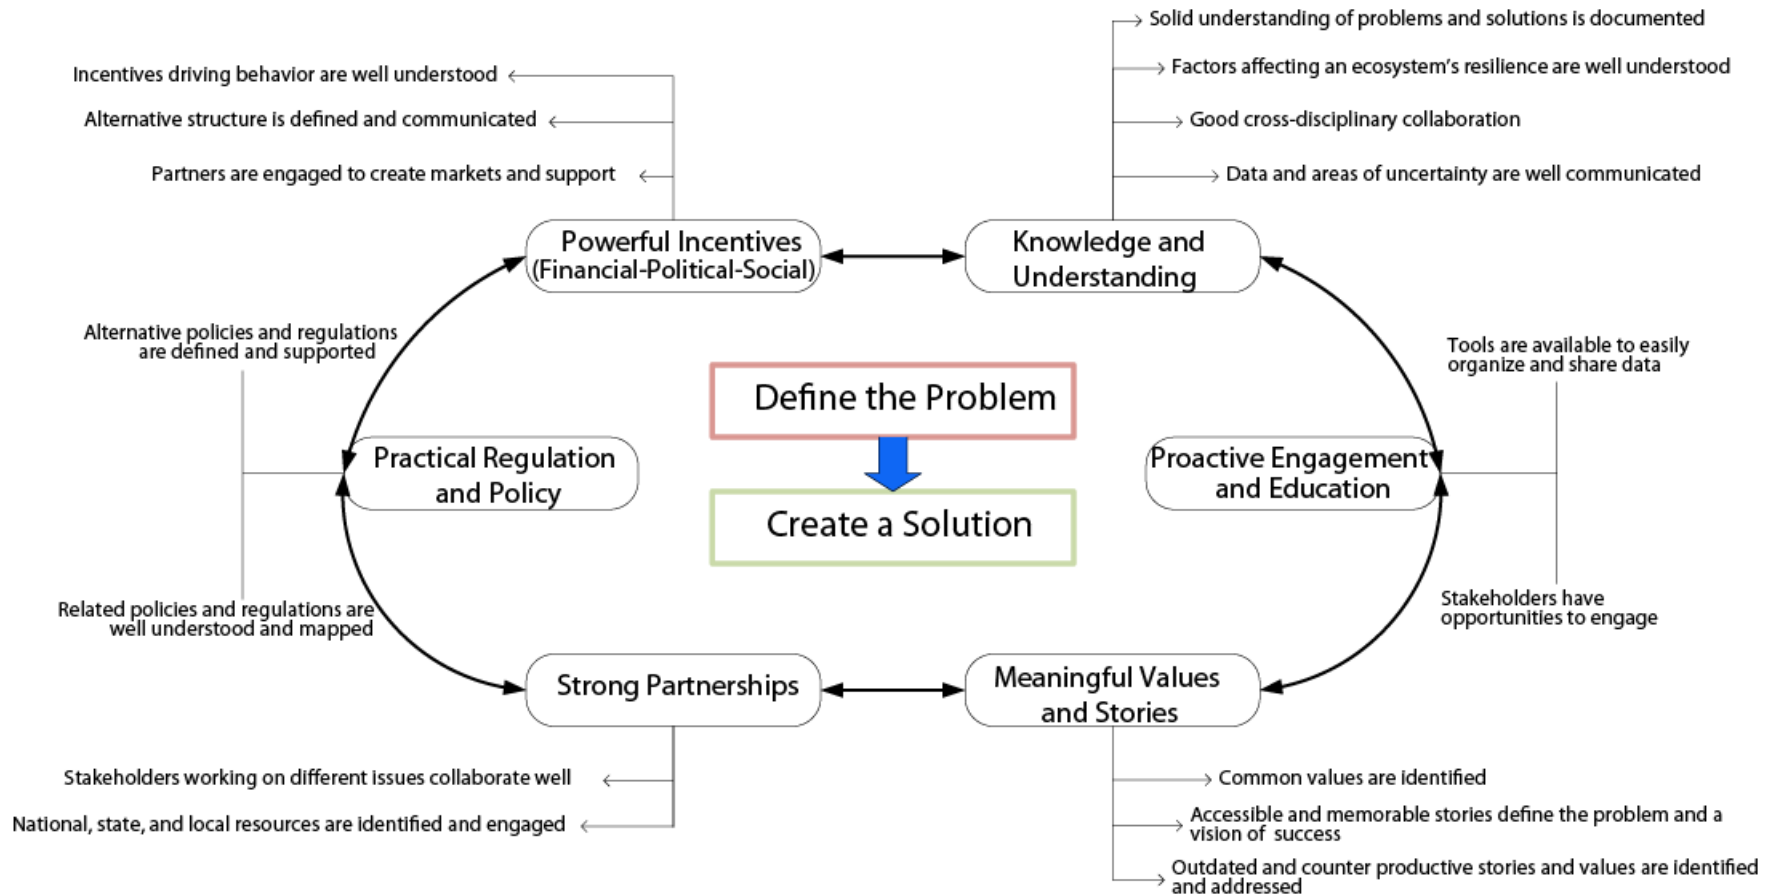 Solid understanding of problems and solutions is documented
Incentives driving behavior are well understood
Factors affecting an ecosystem's resilience are well understood
Alternative structure is defined and communicated
Good cross-disciplinary collaboration
Partners are engaged to create markets and support
Data and areas of uncertainty are well communicated
Powerful Incentives
(Financial-Political-Social)
Knowledge and
Understanding
Alternative policies and regulations
are defined and supported
Tools are available to easily
organize and share data
Define the Problem
Practical Regulation
and Policy
Proactive Engagement
and Education
Create a Solution
Related policies and regulations are
well understood and mapped
Stakeholders have
opportunities to engage
Strong Partnerships
Meaningful Values
and Stories
Stakeholders working on different issues collaborate well
Common values are identified
National, state, and local resources are identified and engaged
Accessible and memorable stories define the problem and a
vision of success
Outdated and counter productive stories and values are identified
and addressed